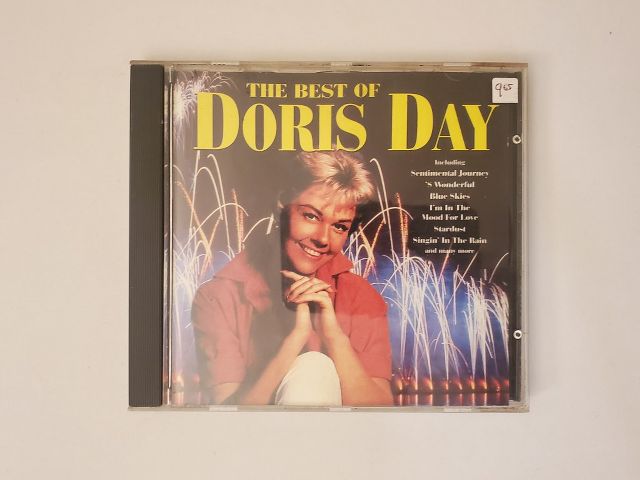 THE BEST OF
DORIS DAY
Including
Sentimental Journey
'S Wonderful
Blue Skies
I'm In The
Mood For Love
Stardust
Singin' In The Rain
and many more